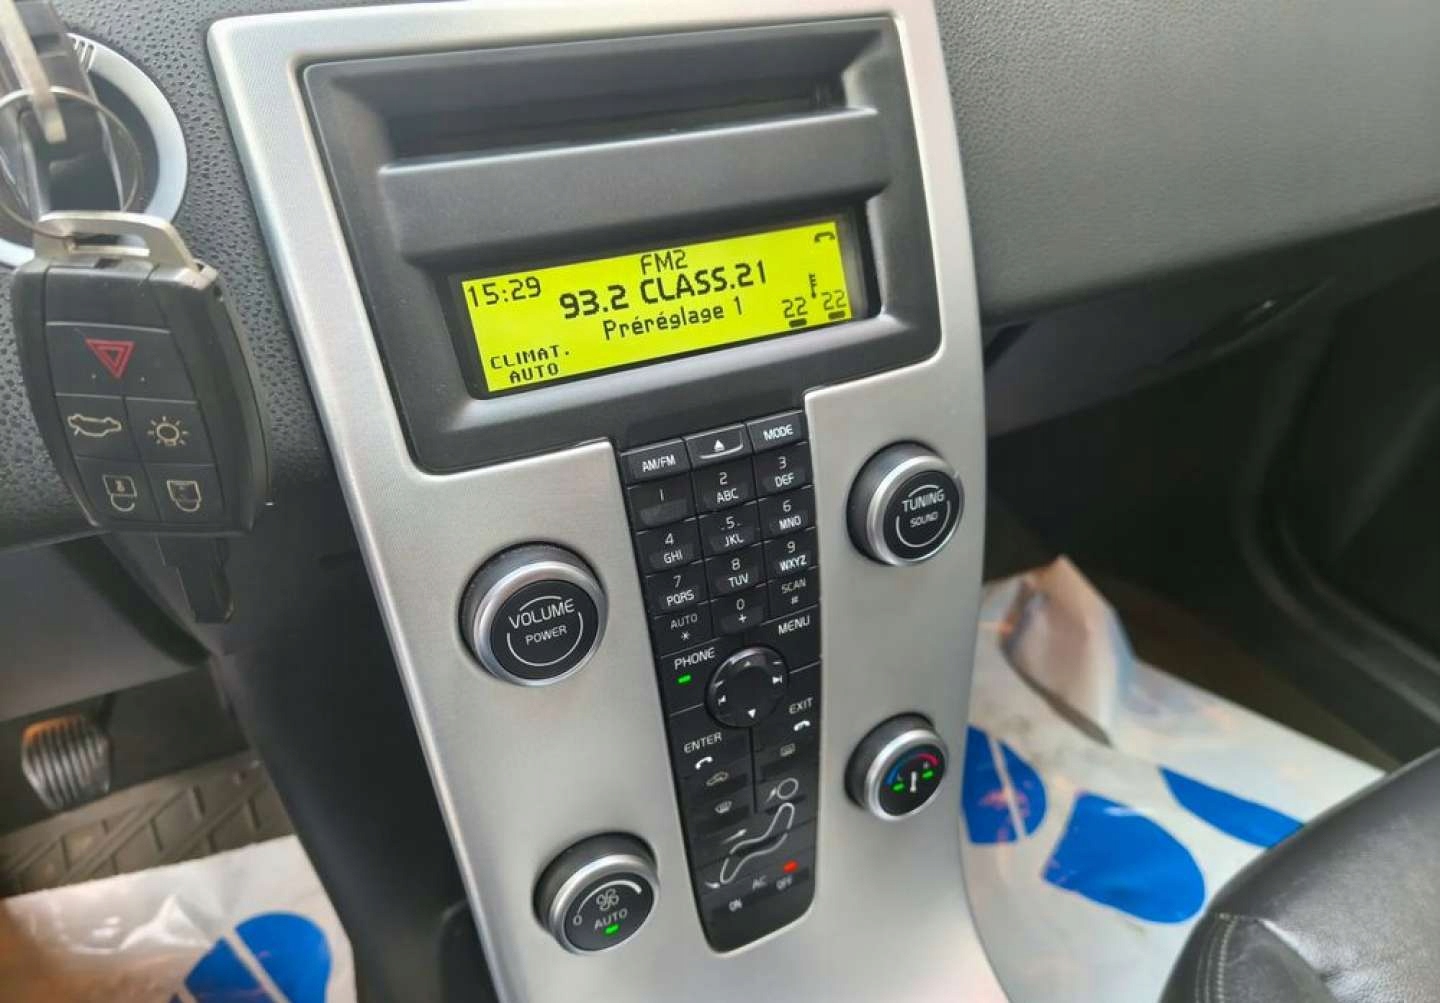 FM2
15:29
93.2 CLASS.21
Préréglage 1
22 22
CLIMAT.
AUTO
AM/FM
MODE
1
2
ABC
3
DEF
4
GHI
5
JKL
6
MNO
7
PQRS
8
TUV
9
WXYZ
AUTO
*
0
+
SCAN
#
PHONE
MENU
ENTER
EXIT
VOLUME
POWER
TUNING
SOUND
0
AUTO
AC
ON
OFF